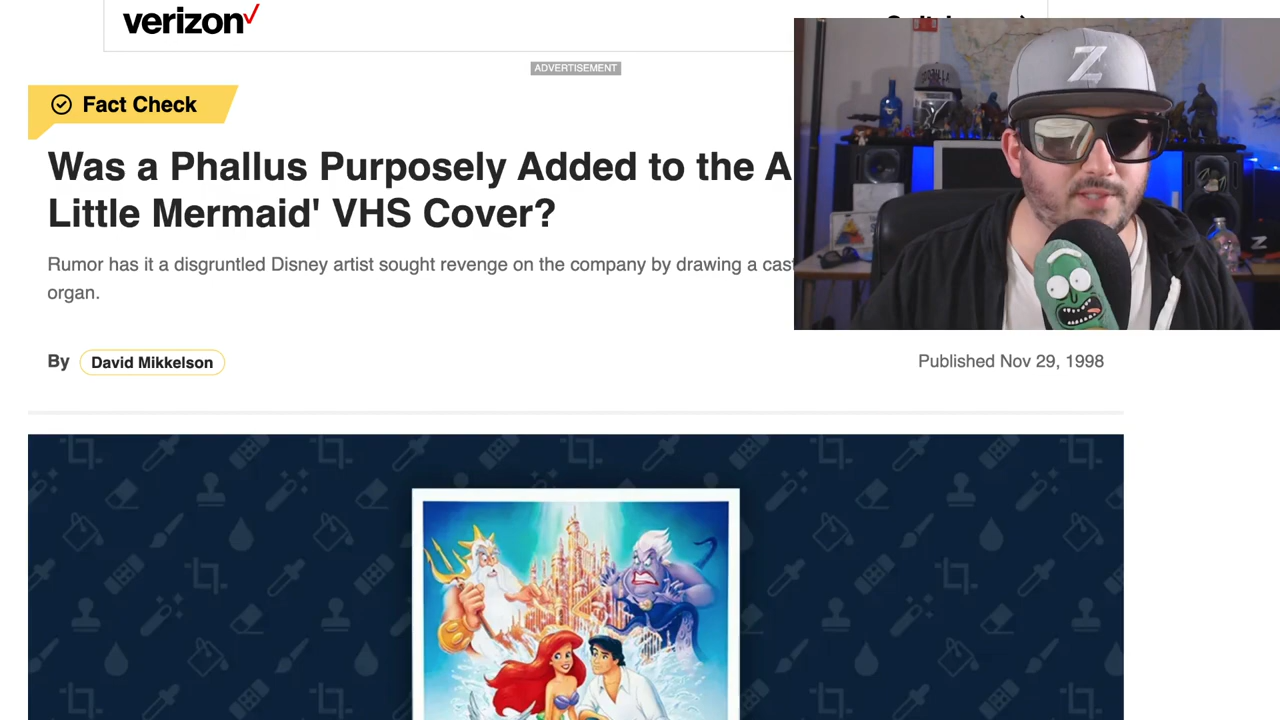 verizon
ADVERTISEMENT
Fact Check
Was a Phallus Purposely Added to the
Little Mermaid' VHS Cover?
Rumor has it a disgruntled Disney artist sought revenge on the company by drawing a
organ.
By David Mikkelson
Published Nov 29, 1998
Z